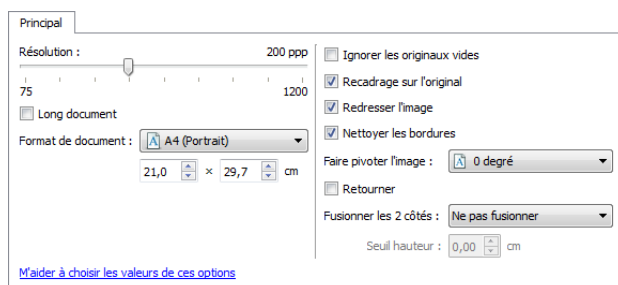 Principal
Résolution : 200 ppp
75 1200
Long document
Format de document : A4 (Portrait)
21,0 × 29,7 cm
M'aider à choisir les valeurs de ces options
Ignorer les originaux vides
Recadrage sur l'original
Redresser l'image
Nettoyer les bordures
Faire pivoter l'image : 0 degré
Retourner
Fusionner les 2 côtés : Ne pas fusionner
Seuil hauteur : 0,00 cm